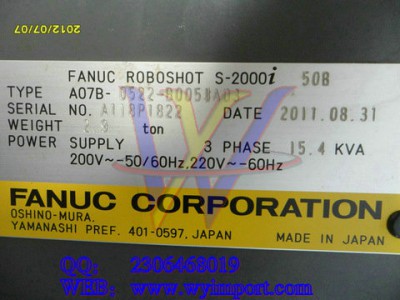 2012/07/07
FANUC ROBOSHOT S-2000i 50B
TYPE A07B-
SERIAL NO. A118P1822 DATE 2011.08.31
WEIGHT ton
POWER SUPPLY 3 PHASE 15.4 KVA
200V~-50/60Hz,220V~-60Hz
FANUC CORPORATION
OSHINO-MURA,
YAMANASHI PREF. 401-0597, JAPAN MADE IN JAPAN
QQ: 2306468019
WEB: www.wyimport.com